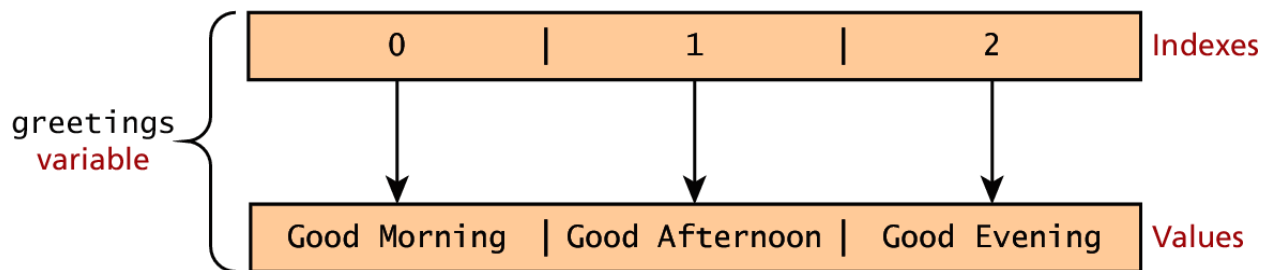 0 | 1 | 2 Indexes
greetings
variable
Good Morning | Good Afternoon | Good Evening Values